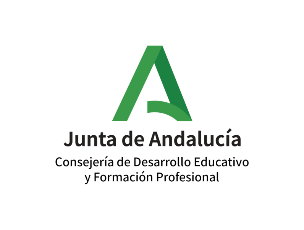 Junta de Andalucía
Consejería de Desarrollo Educativo
y Formación Profesional